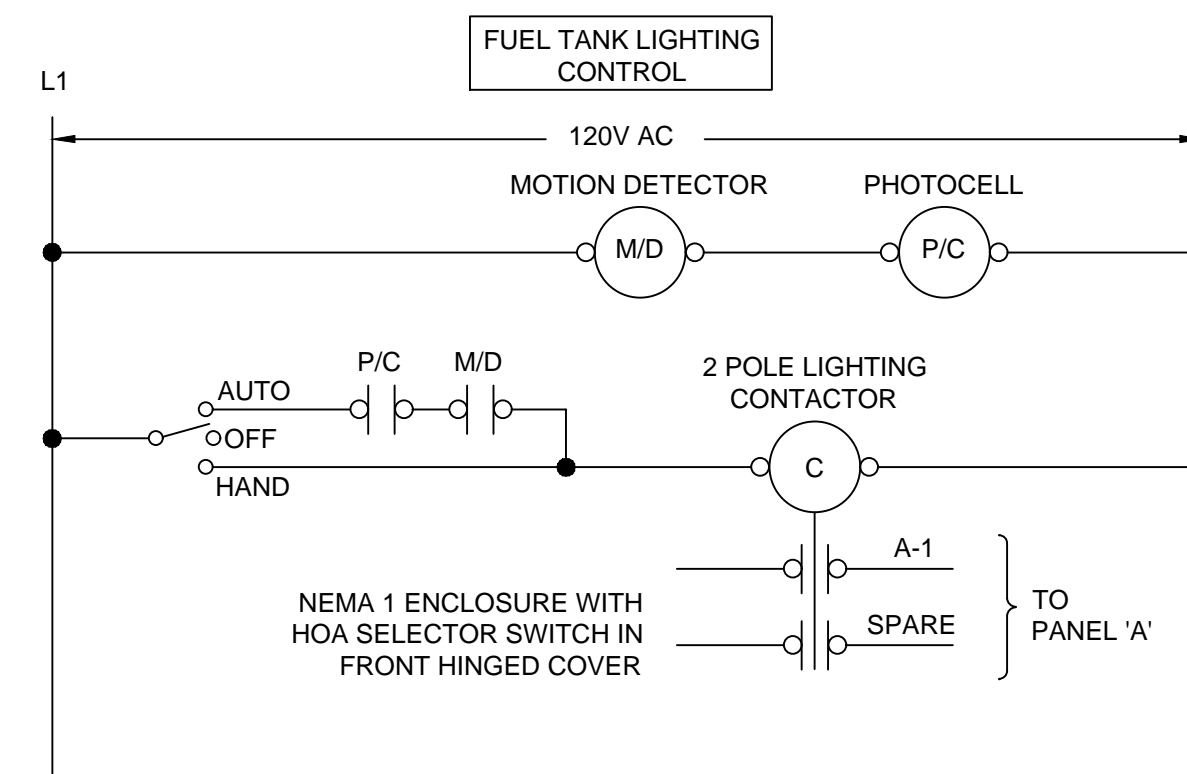 FUEL TANK LIGHTING
CONTROL
L1
120V AC
MOTION DETECTOR
PHOTOCELL
M/D
P/C
P/C
M/D
2 POLE LIGHTING
CONTACTOR
AUTO
OFF
HAND
C
A-1
NEMA 1 ENCLOSURE WITH
HOA SELECTOR SWITCH IN
FRONT HINGED COVER
SPARE
TO
PANEL 'A'